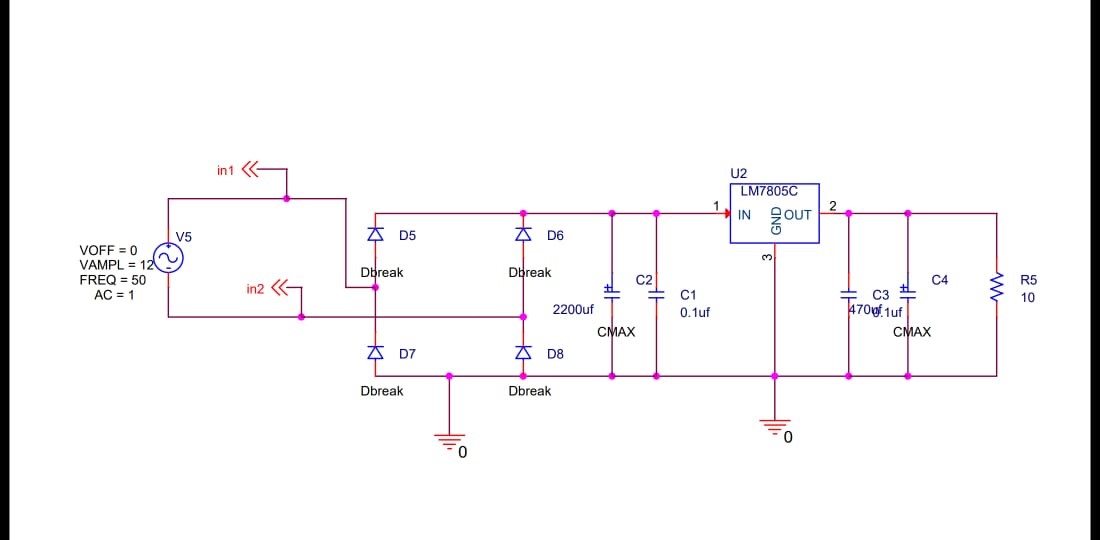 in1
V5
VOFF = 0
VAMPL = 12
FREQ = 50
AC = 1
in2
D5
Dbreak
D6
Dbreak
D7
Dbreak
D8
Dbreak
0
2200uf
CMAX
C2
C1
0.1uf
U2
LM7805C
1
IN
GND
OUT
2
3
0
C3
470uf
0.1uf
C4
CMAX
R5
10